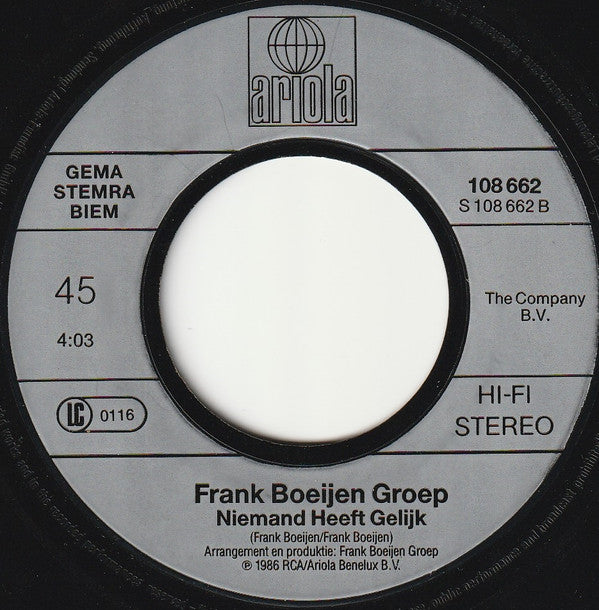 ariola
GEMA
STEMRA
BIEM
108 662
S 108 662 B
45
4:03
The Company
B.V.
LC 0116
HI-FI
STEREO
Frank Boeijen Groep
Niemand Heeft Gelijk
(Frank Boeijen/Frank Boeijen)
Arrangement en produktie: Frank Boeijen Groep
℗ 1986 RCA/Ariola Benelux B.V.